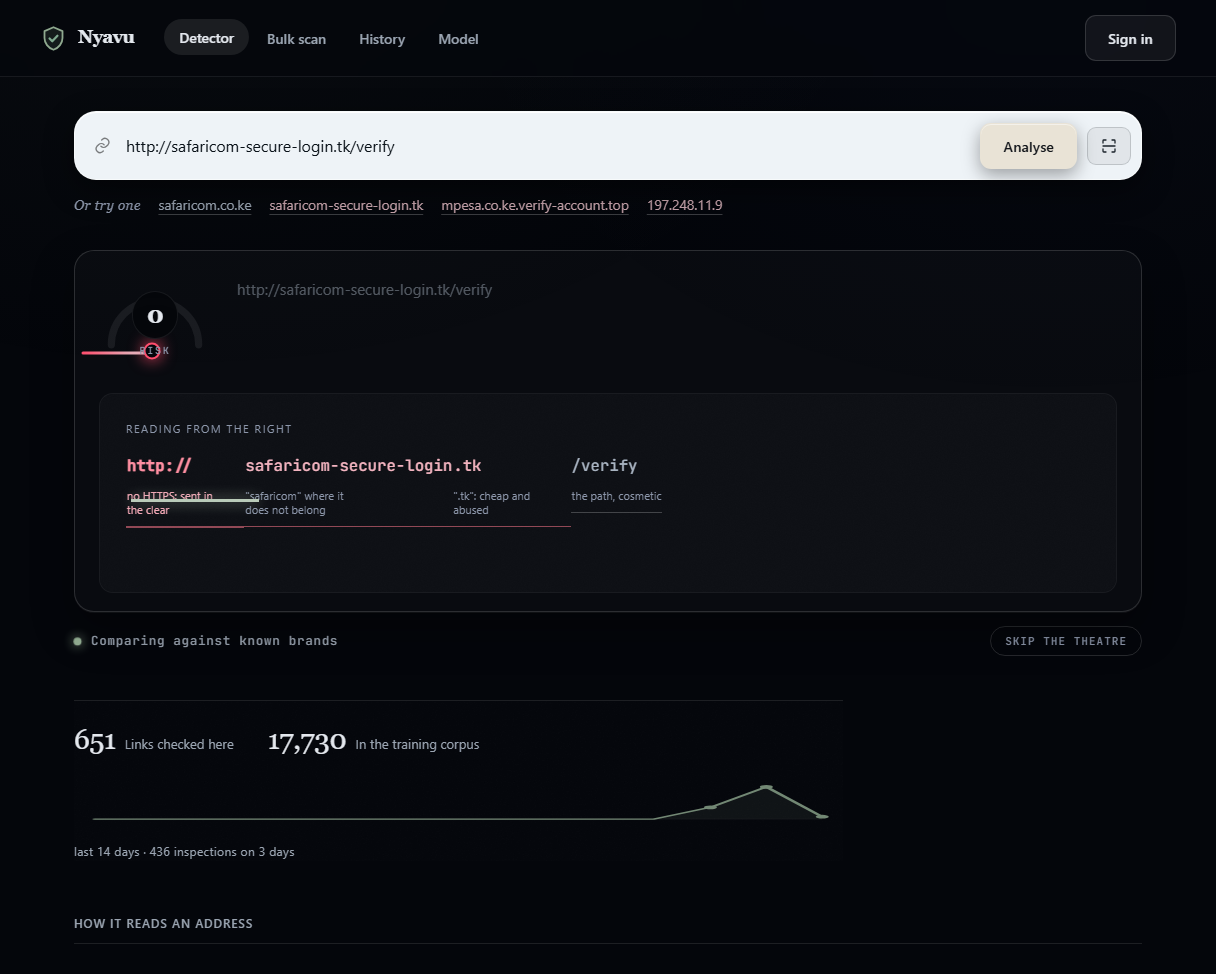 Nyavu
Detector
Bulk scan
History
Model
Sign in
http://safaricom-secure-login.tk/verify
Analyse
Or try one safaricom.co.ke safaricom-secure-login.tk mpesa.co.ke.verify-account.top 197.248.11.9
0
http://safaricom-secure-login.tk/verify
RISK
READING FROM THE RIGHT
http:// safaricom-secure-login.tk /verify
no HTTPS: sent in the clear
"safaricom" where it does not belong
".tk": cheap and abused
the path, cosmetic
Comparing against known brands
SKIP THE THEATRE
651 Links checked here 17,730 In the training corpus
last 14 days · 436 inspections on 3 days
HOW IT READS AN ADDRESS